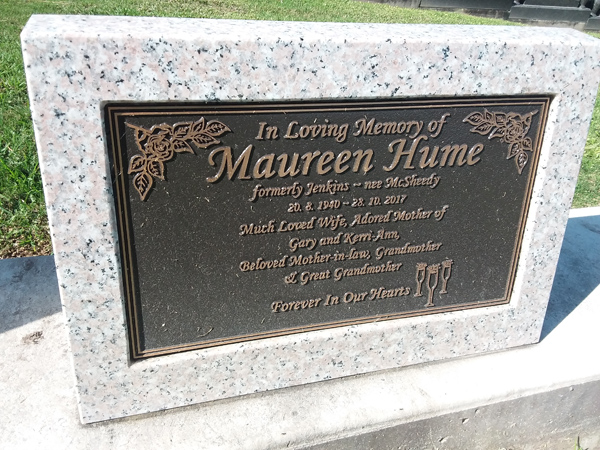 In Loving Memory of
Maureen Hume
formerly Jenkins ~ nee McSheedy
20. 8. 1940 ~ 28. 10. 2017
Much Loved Wife, Adored Mother of
Gary and Kerri-Ann,
Beloved Mother-in-law, Grandmother
& Great Grandmother
Forever In Our Hearts